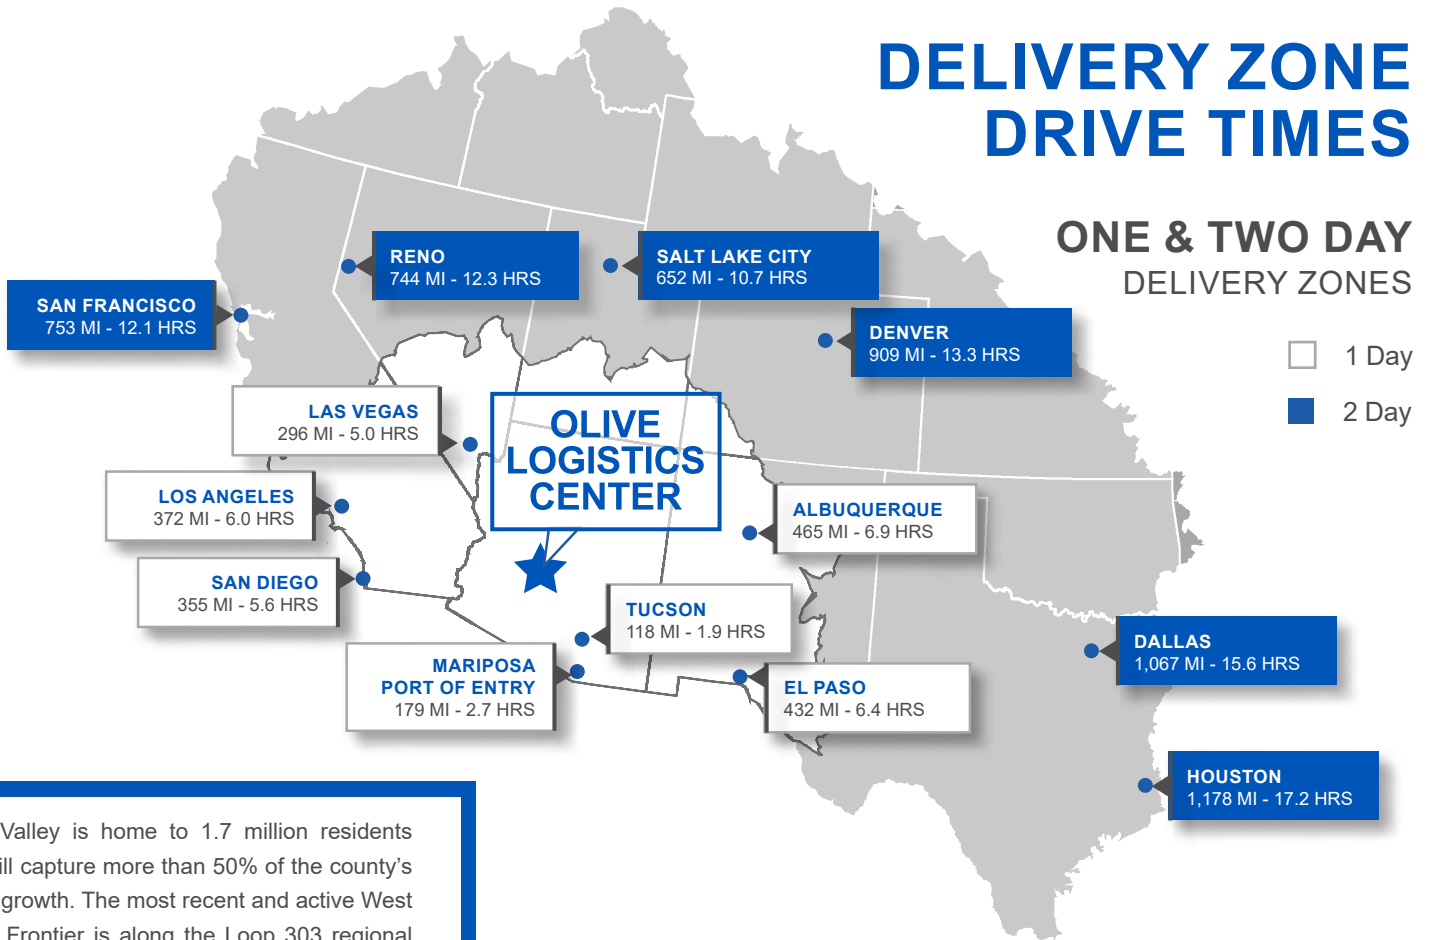 DELIVERY ZONE
DRIVE TIMES
ONE & TWO DAY
DELIVERY ZONES
1 Day
2 Day
RENO
744 MI - 12.3 HRS
SALT LAKE CITY
652 MI - 10.7 HRS
SAN FRANCISCO
753 MI - 12.1 HRS
DENVER
909 MI - 13.3 HRS
LAS VEGAS
296 MI - 5.0 HRS
OLIVE
LOGISTICS
CENTER
LOS ANGELES
372 MI - 6.0 HRS
ALBUQUERQUE
465 MI - 6.9 HRS
SAN DIEGO
355 MI - 5.6 HRS
TUCSON
118 MI - 1.9 HRS
DALLAS
1,067 MI - 15.6 HRS
MARIPOSA
PORT OF ENTRY
179 MI - 2.7 HRS
EL PASO
432 MI - 6.4 HRS
HOUSTON
1,178 MI - 17.2 HRS
Valley is home to 1.7 million residents
ill capture more than 50% of the county's
growth. The most recent and active West
Frontier is along the Loop 303 regional